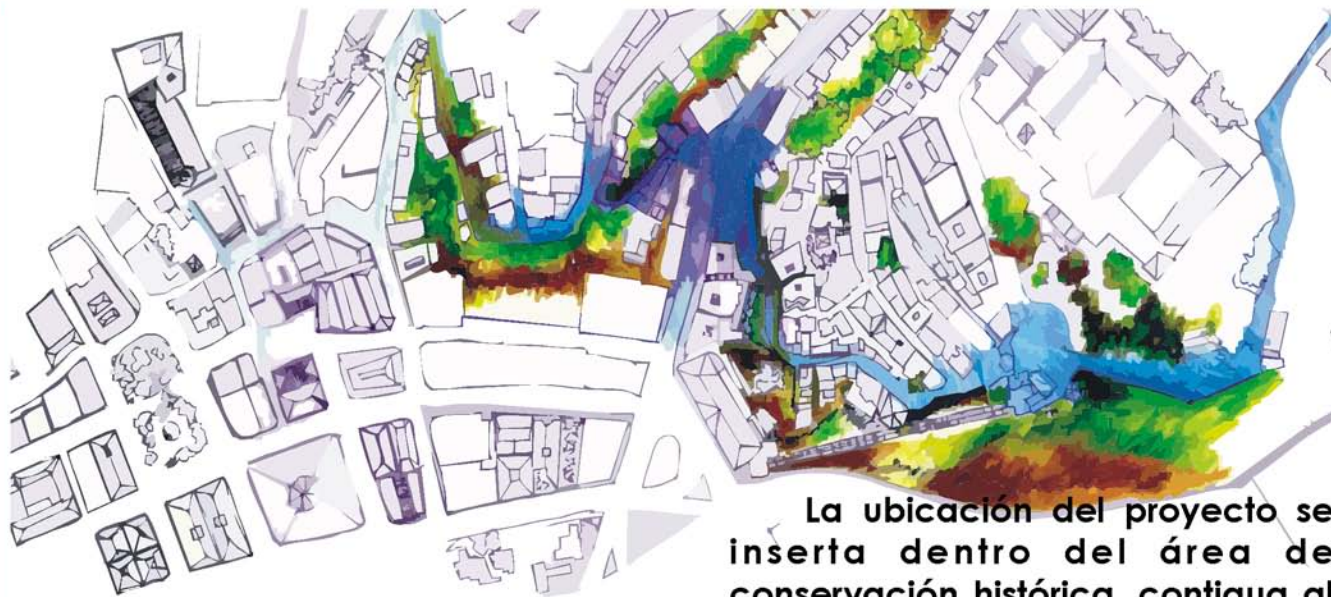 La ubicación del proyecto se
inserta dentro del área de
conservación histórica, contigua al